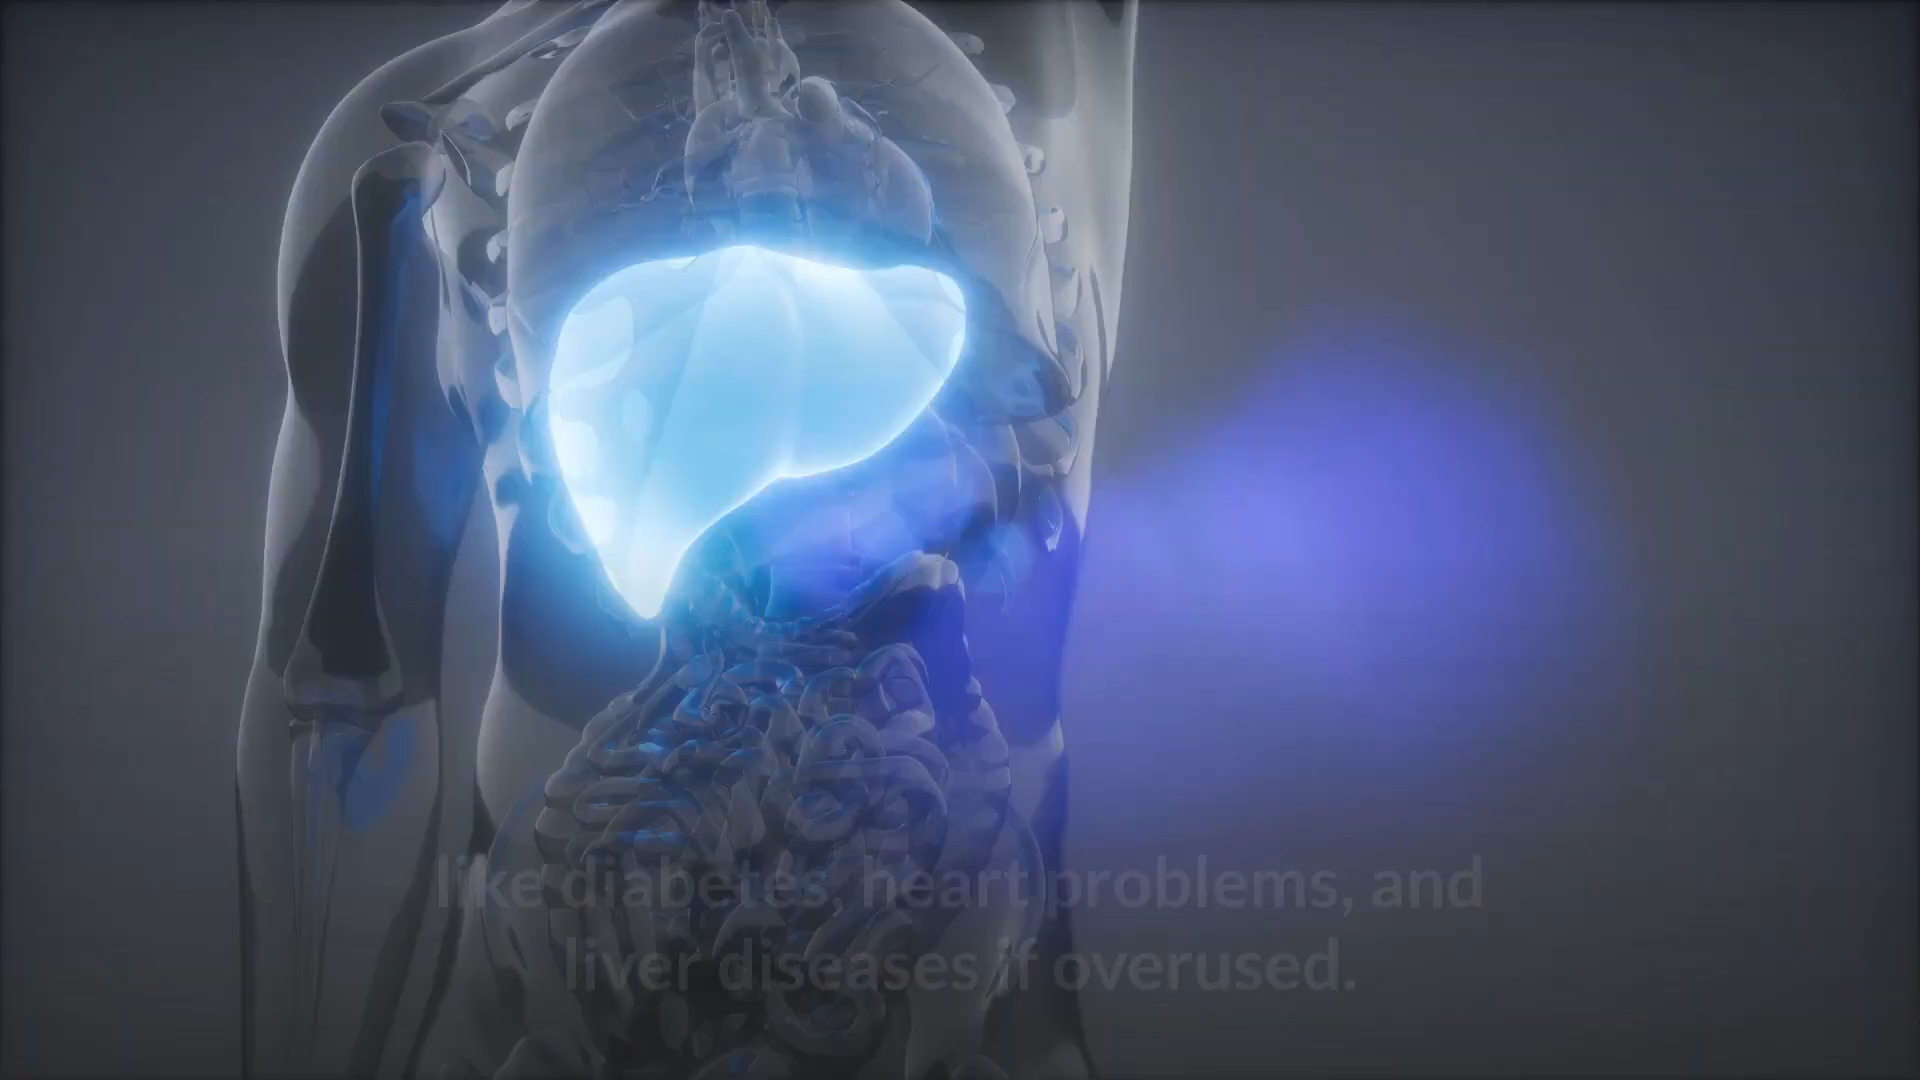 like diabetes, heart problems, and
liver diseases if overused.